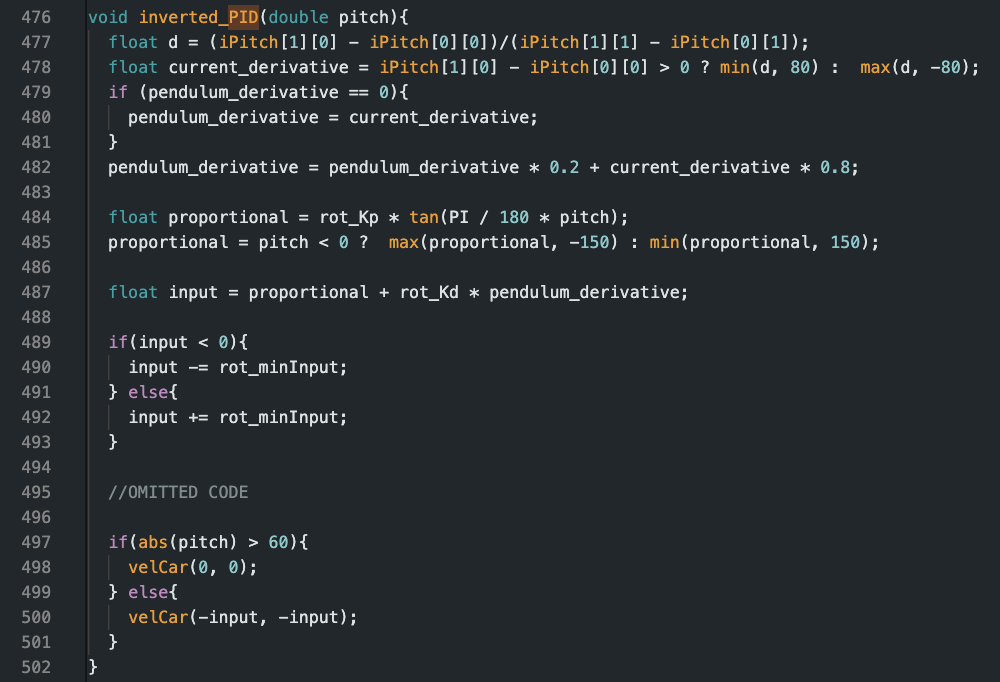 476 void inverted_PID(double pitch){
477   float d = (iPitch[1][0] - iPitch[0][0])/(iPitch[1][1] - iPitch[0][1]);
478   float current_derivative = iPitch[1][0] - iPitch[0][0] > 0 ? min(d, 80) :  max(d, -80);
479   if (pendulum_derivative == 0){
480     pendulum_derivative = current_derivative;
481   }
482   pendulum_derivative = pendulum_derivative * 0.2 + current_derivative * 0.8;
483
484   float proportional = rot_Kp * tan(PI / 180 * pitch);
485   proportional = pitch < 0 ?  max(proportional, -150) : min(proportional, 150);
486
487   float input = proportional + rot_Kd * pendulum_derivative;
488
489   if(input < 0){
490     input -= rot_minInput;
491   } else{
492     input += rot_minInput;
493   }
494
495   //OMITTED CODE
496
497   if(abs(pitch) > 60){
498     velCar(0, 0);
499   } else{
500     velCar(-input, -input);
501   }
502 }